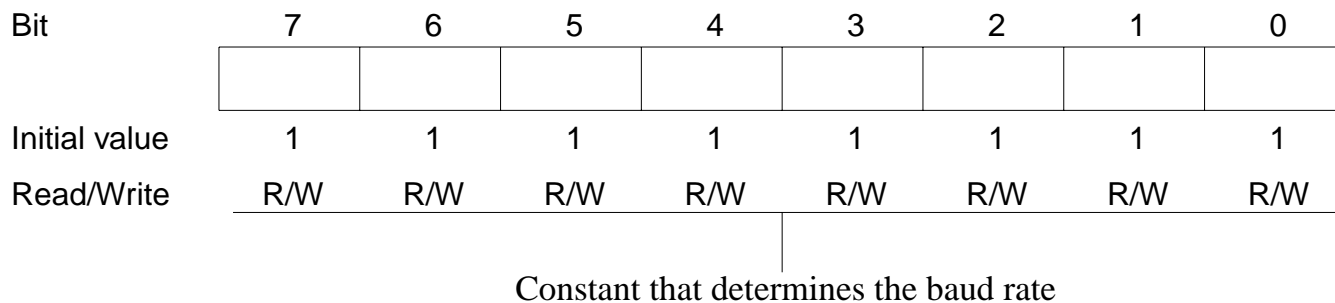 Bit 7 6 5 4 3 2 1 0
Initial value 1 1 1 1 1 1 1 1
Read/Write R/W R/W R/W R/W R/W R/W R/W R/W
Constant that determines the baud rate